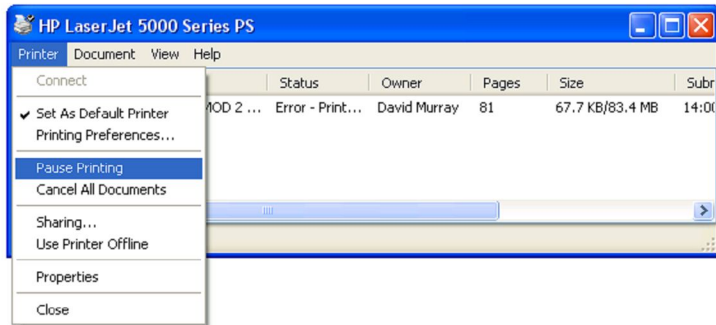 HP LaserJet 5000 Series PS
Printer Document View Help
Connect
Status Owner Pages Size Subm
Set As Default Printer
MOD 2 ... Error - Print... David Murray 81 67.7 KB/83.4 MB 14:00
Printing Preferences...
Pause Printing
Cancel All Documents
Sharing...
Use Printer Offline
Properties
Close